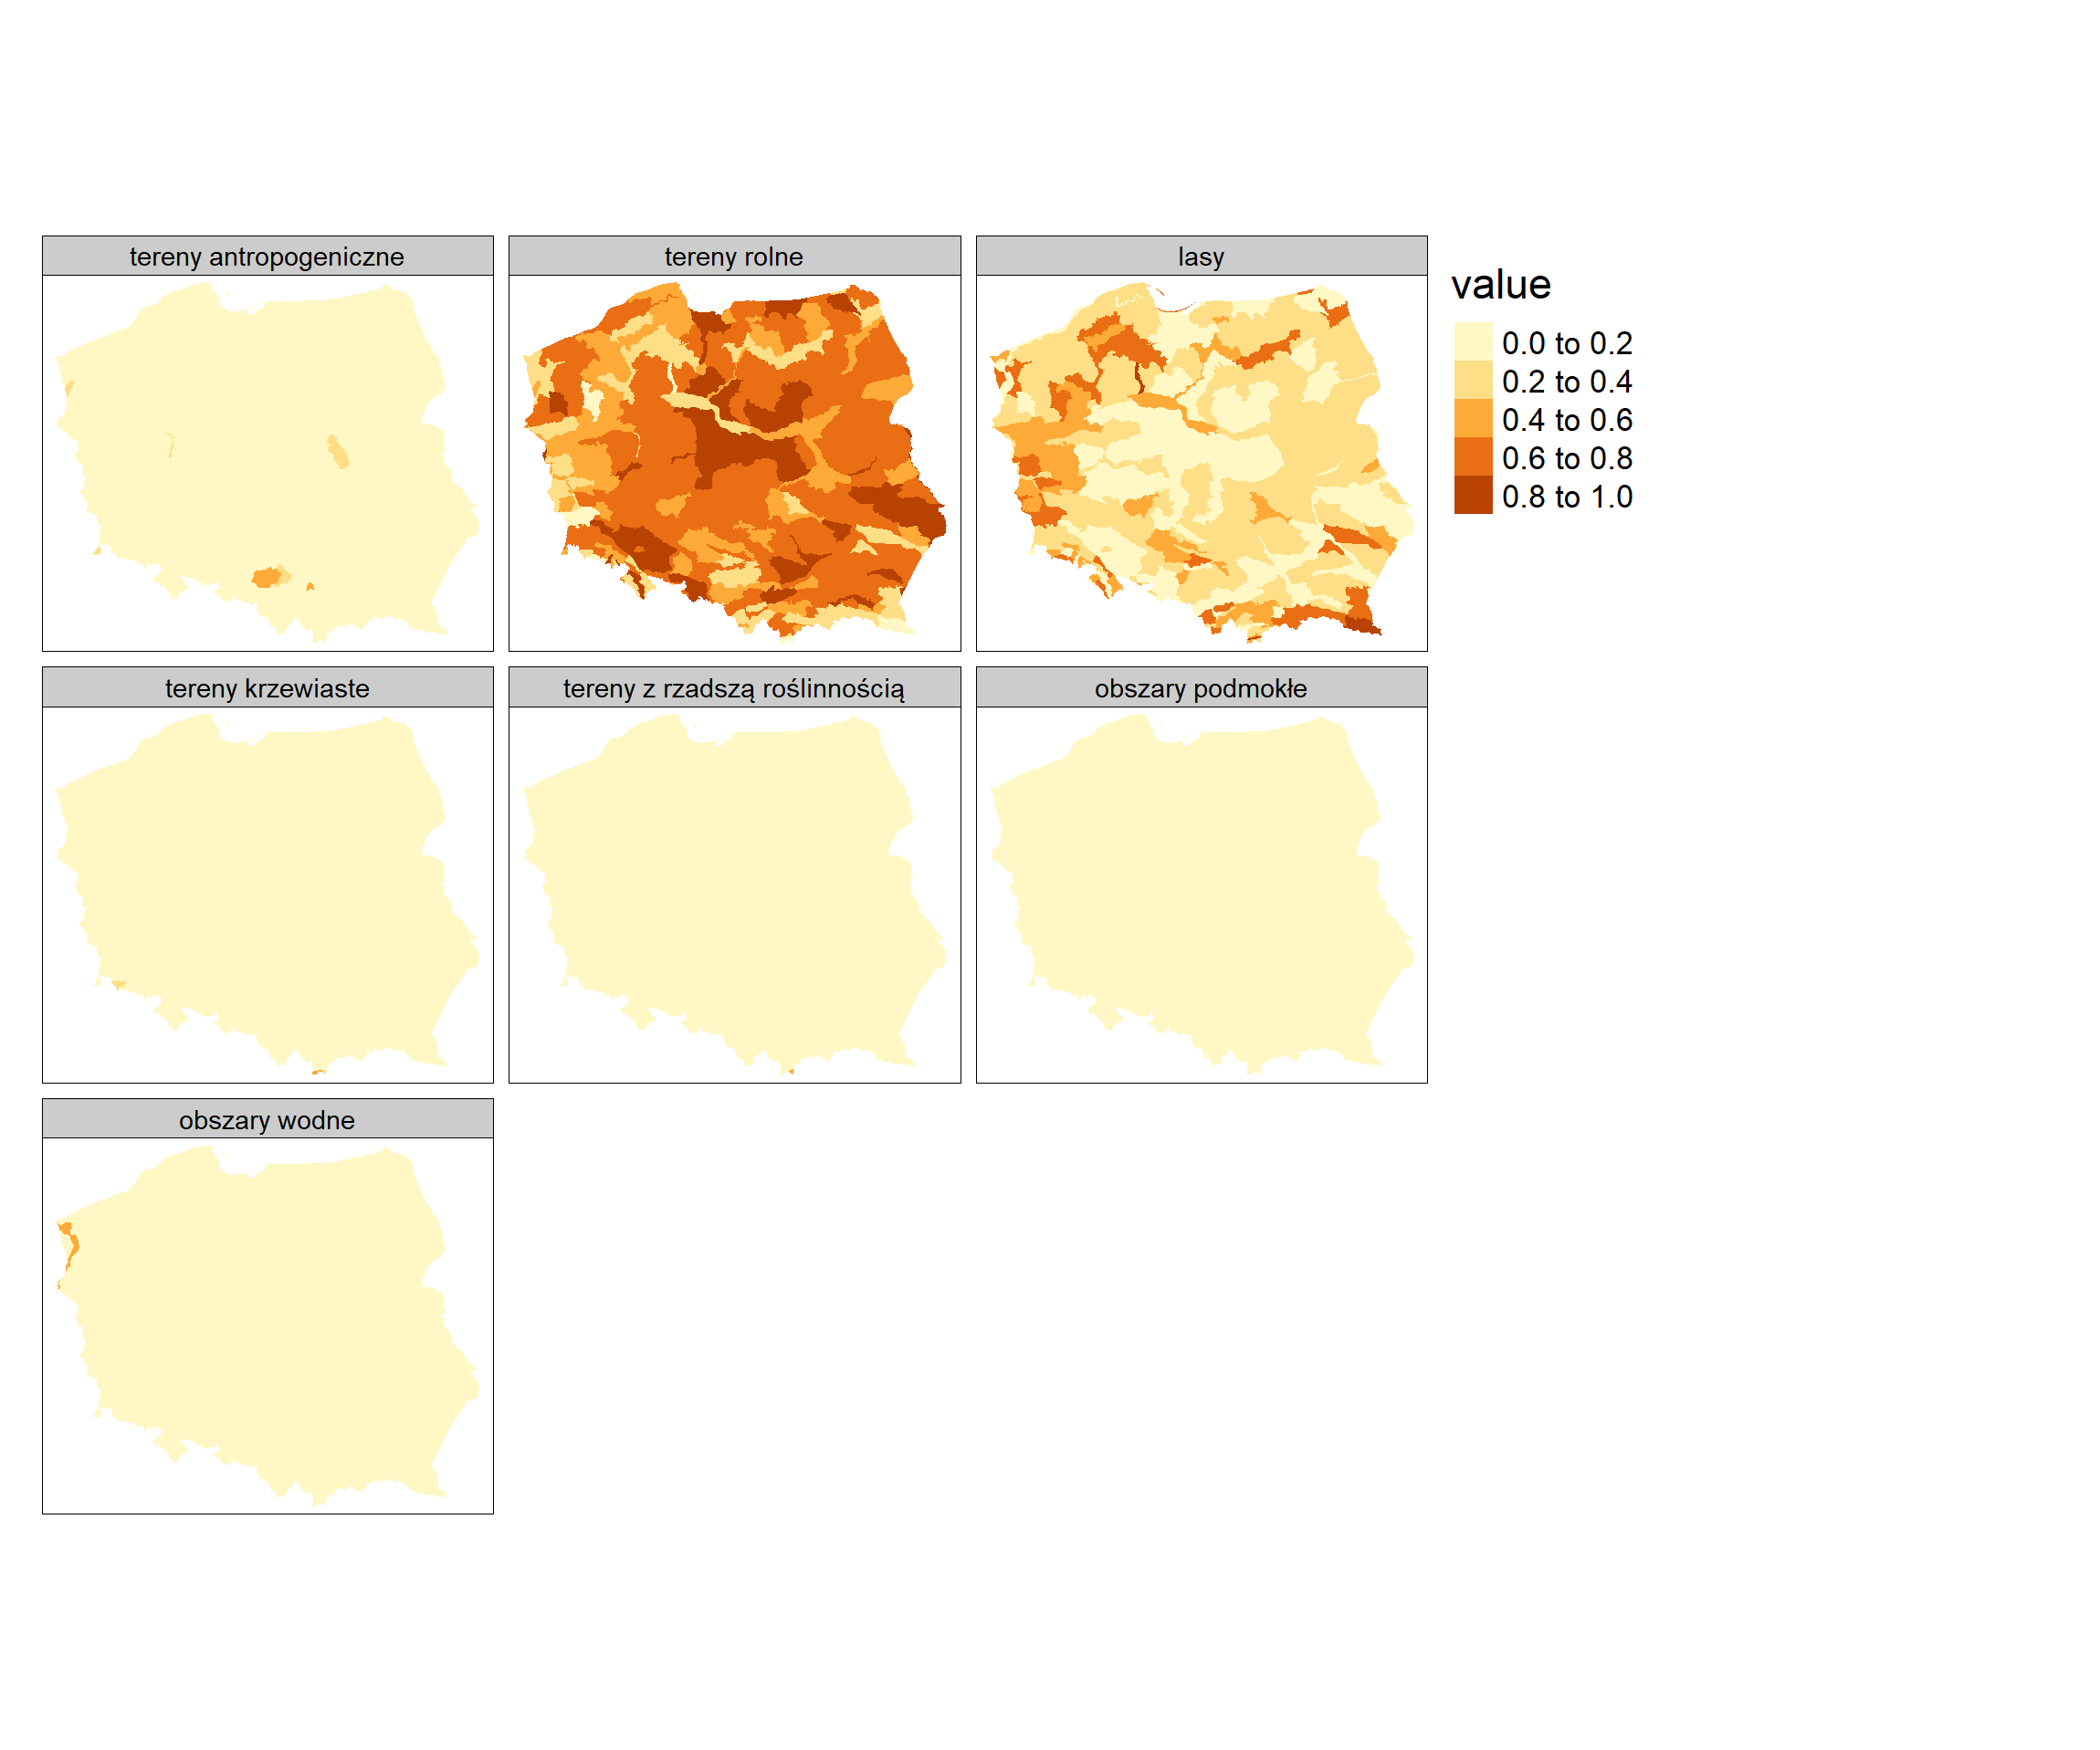 tereny antropogeniczne
tereny rolne
lasy
value
0.0 to 0.2
0.2 to 0.4
0.4 to 0.6
0.6 to 0.8
0.8 to 1.0
tereny krzewiaste
tereny z rzadszą roślinnością
obszary podmokłe
obszary wodne